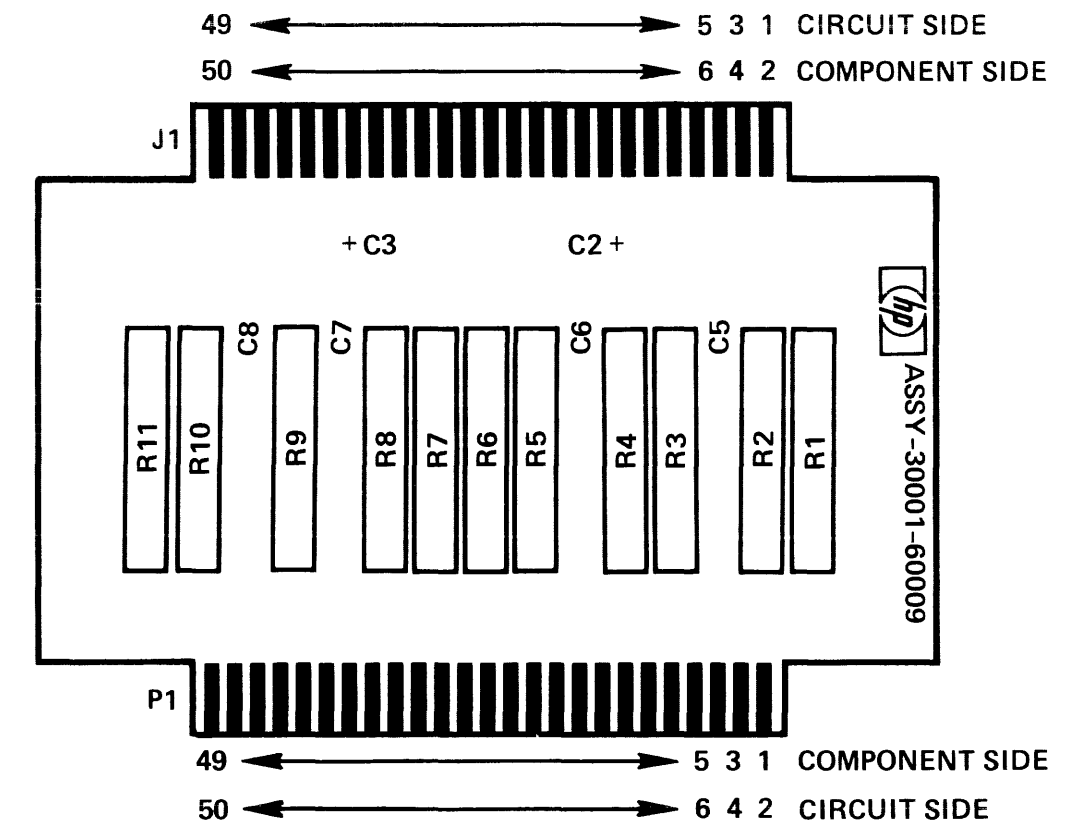 49 5 3 1 CIRCUIT SIDE
50 6 4 2 COMPONENT SIDE
J1
+ C3 C2 +
hp
C8 C7 C6 C5
R11 R10 R9 R8 R7 R6 R5 R4 R3 R2 R1
ASSY-30001-60009
P1
49 5 3 1 COMPONENT SIDE
50 6 4 2 CIRCUIT SIDE